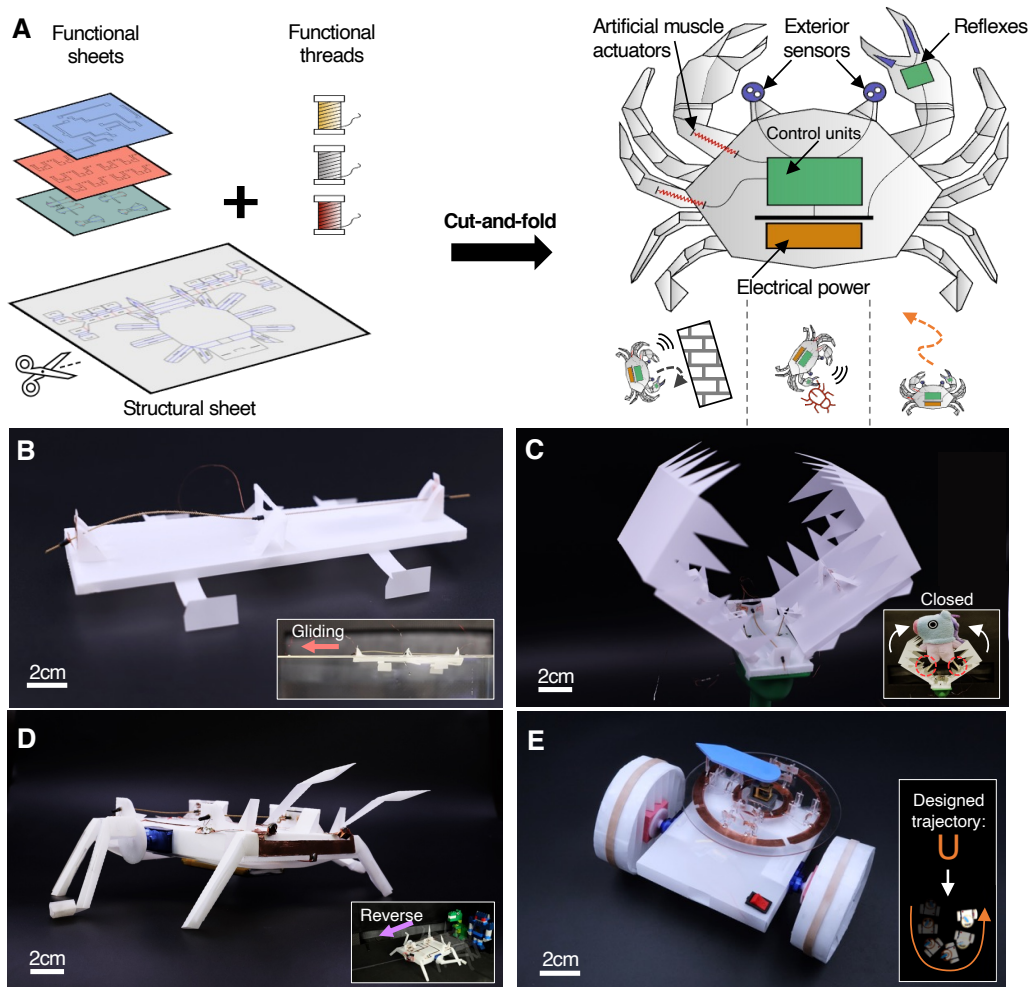 A
Functional
sheets
Functional
threads
Structural sheet
Cut-and-fold
Artificial muscle
actuators
Exterior
sensors
Reflexes
Control units
Electrical power
B
Gliding
2cm
C
Closed
2cm
D
Reverse
2cm
E
Designed
trajectory:
2cm